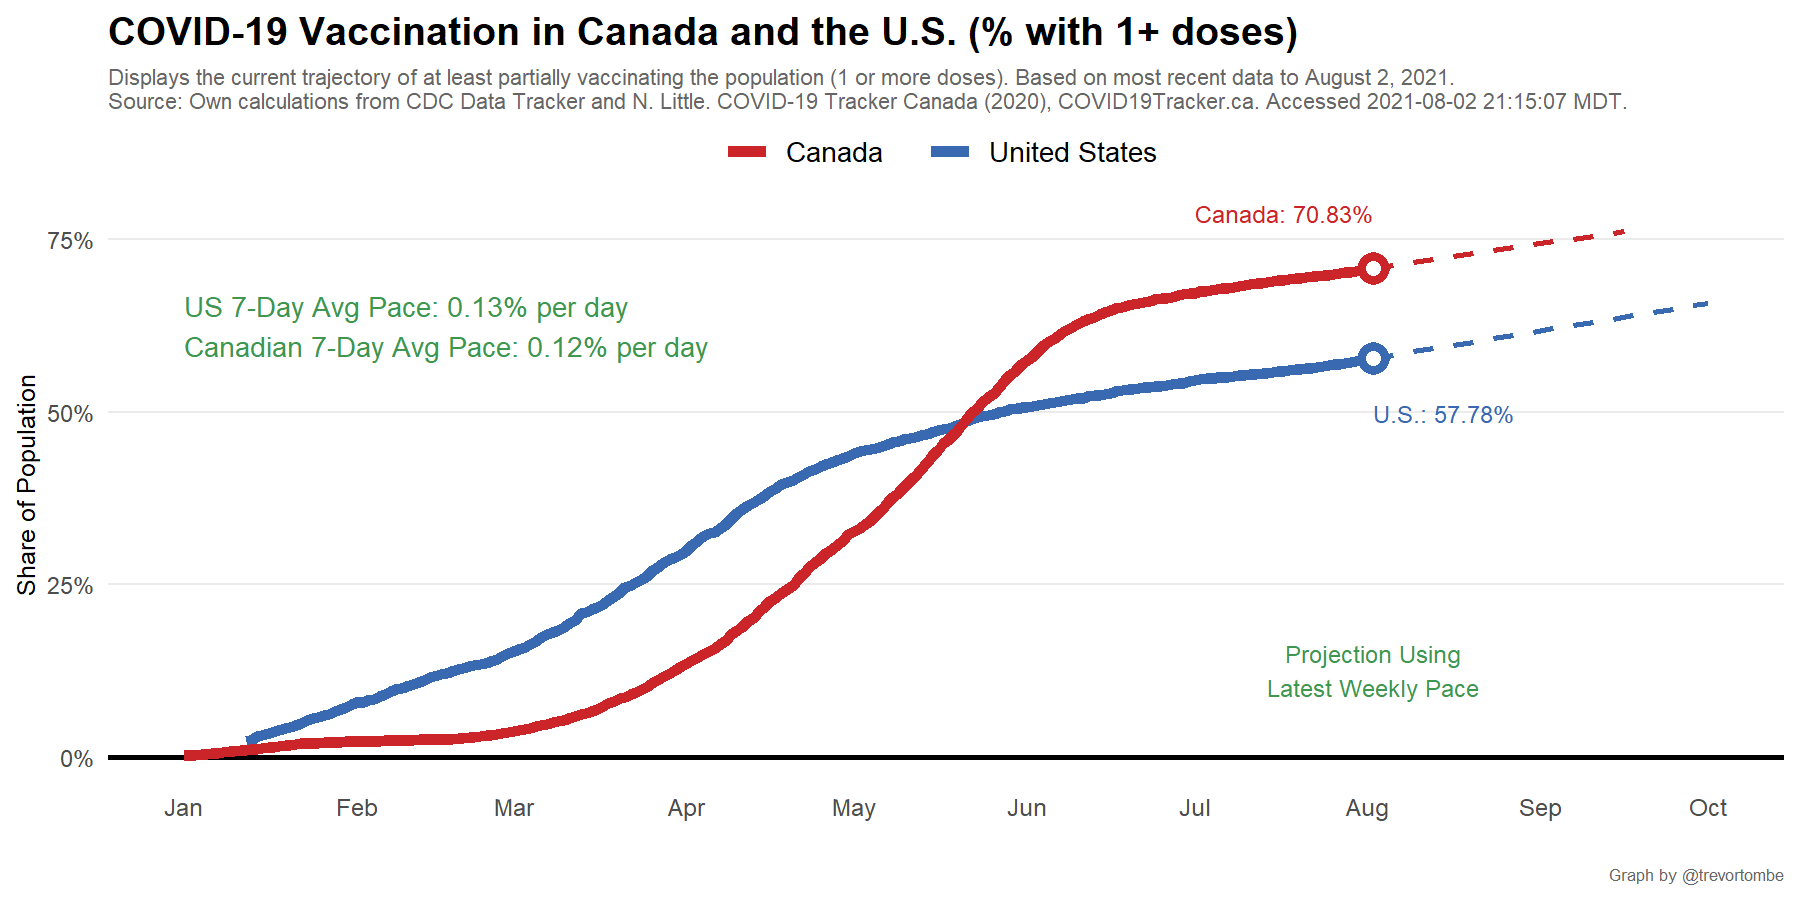 COVID-19 Vaccination in Canada and the U.S. (% with 1+ doses)
Displays the current trajectory of at least partially vaccinating the population (1 or more doses). Based on most recent data to August 2, 2021.
Source: Own calculations from CDC Data Tracker and N. Little. COVID-19 Tracker Canada (2020), COVID19Tracker.ca. Accessed 2021-08-02 21:15:07 MDT.
Canada United States
Canada: 70.83%
75%
US 7-Day Avg Pace: 0.13% per day
Canadian 7-Day Avg Pace: 0.12% per day
Share of Population
50%
U.S.: 57.78%
25%
Projection Using
Latest Weekly Pace
0%
Jan Feb Mar Apr May Jun Jul Aug Sep Oct
Graph by @trevortombe